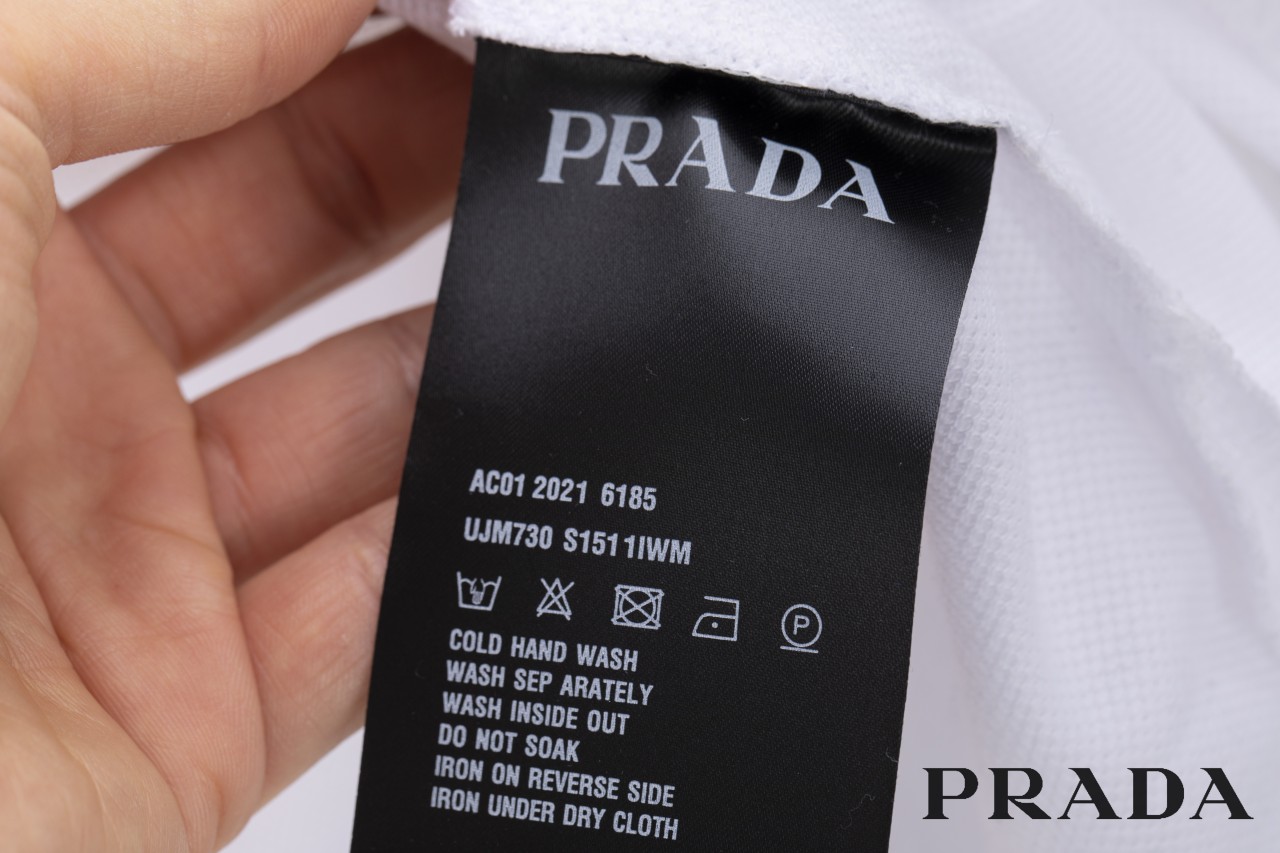 PRADA
AC01 2021 6185
UJM730 S1511IWM
P
COLD HAND WASH
WASH SEP ARATELY
WASH INSIDE OUT
DO NOT SOAK
IRON ON REVERSE SIDE
IRON UNDER DRY CLOTH
PRADA